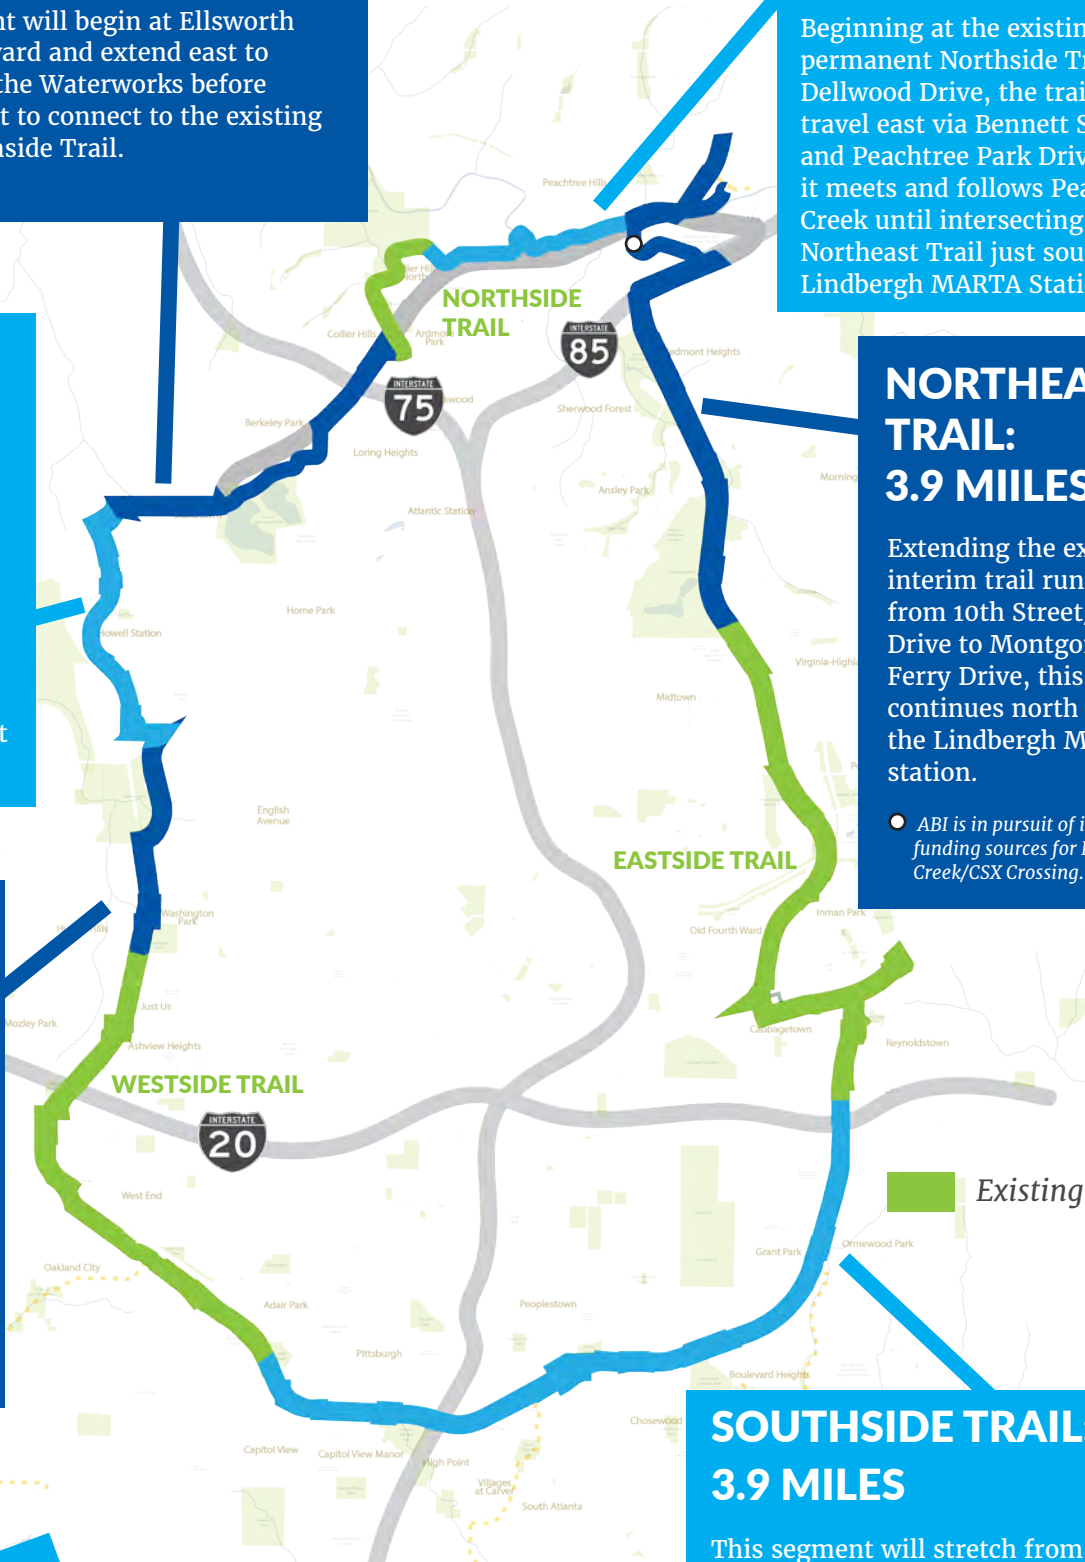 nt will begin at Ellsworth
ard and extend east to
the Waterworks before
t to connect to the existing
nside Trail.
Beginning at the existin
permanent Northside Tr
Dellwood Drive, the trai
travel east via Bennett S
and Peachtree Park Driv
it meets and follows Pea
Creek until intersecting
Northeast Trail just sou
Lindbergh MARTA Stati
Peachtree Hills
NORTHSIDE
TRAIL
Collier Hills
Ardmore
Park
INTERSTATE
85
INTERSTATE
75
kwood
edmont Heights
Sherwood Forest
Berkeley Park
Loring Heights
Ansley Park
Morning
Atlantic Station
NORTHEA
TRAIL:
3.9 MIILES
Extending the ex
interim trail run
from 10th Street,
Drive to Montgo
Ferry Drive, this
continues north
the Lindbergh M
station.
ABI is in pursuit of i
funding sources for
Creek/CSX Crossing.
Home Park
Howell Station
Virginia-Highl
Midtown
t
English
Avenue
EASTSIDE TRAIL
Washington
Park
Inman Park
Old Fourth Ward
Just Us
Mozley Park
Ashview Heights
Cabbagetown
Reynoldstown
WESTSIDE TRAIL
INTERSTATE
20
West End
Existing
Grant Park
Ormewood Park
Oakland City
Adair Park
Peoplestown
Pittsburgh
Boulevard Heights
Chosewood
SOUTHSIDE TRAIL
3.9 MILES
Capitol View
Capitol View Manor
High Point
Villages
at Carver
South Atlanta
This segment will stretch from